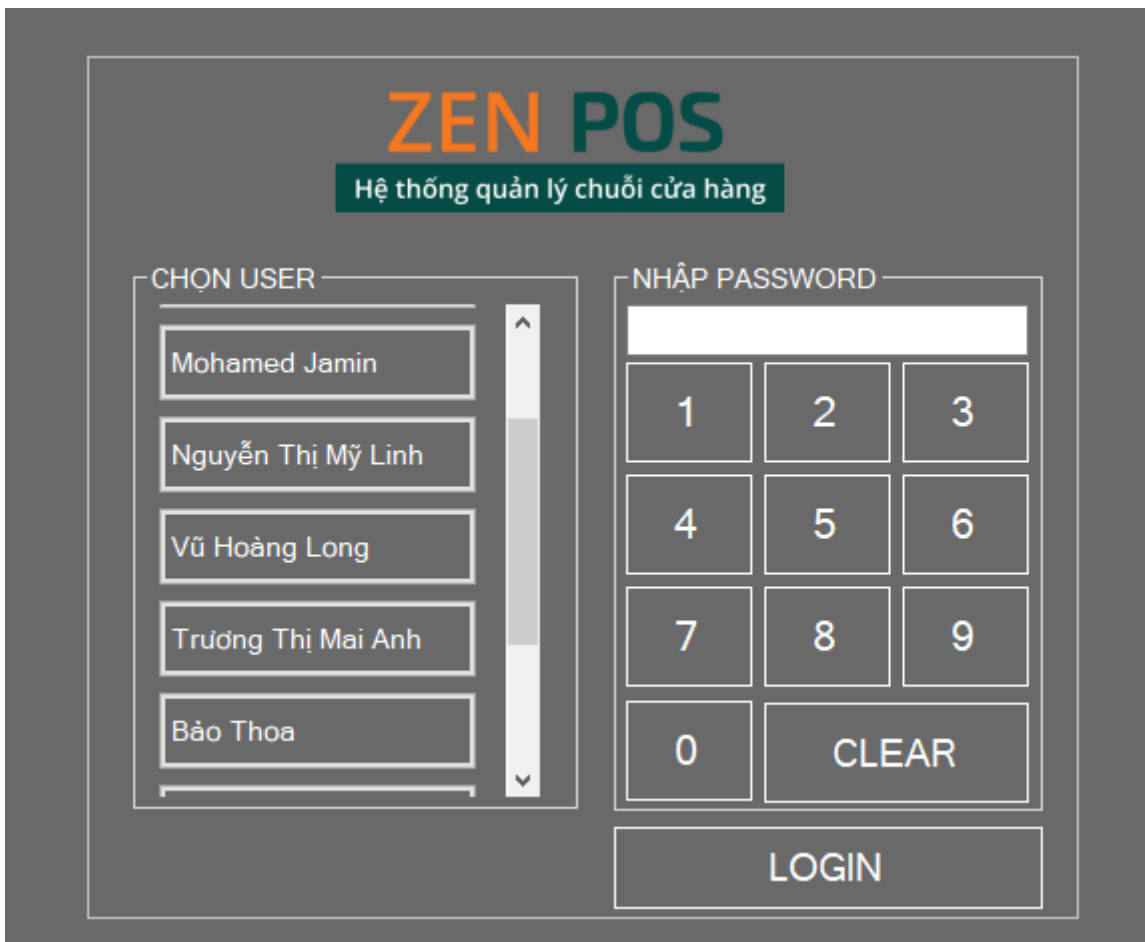 ZEN POS
Hệ thống quản lý chuỗi cửa hàng
CHỌN USER
Mohamed Jamin
Nguyễn Thị Mỹ Linh
Vũ Hoàng Long
Trương Thị Mai Anh
Bảo Thoa
NHẬP PASSWORD
1 2 3
4 5 6
7 8 9
0 CLEAR
LOGIN